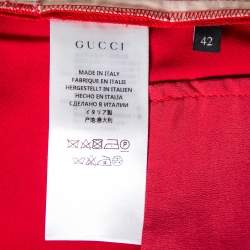 GUCCI
42
MADE IN ITALY
FABRIQUE EN ITALIE
HERGESTELLT IN ITALIEN
HECHO EN ITALIA
СДЕЛАНО В ИТАЛИИ
イタリア製
产地:意大利